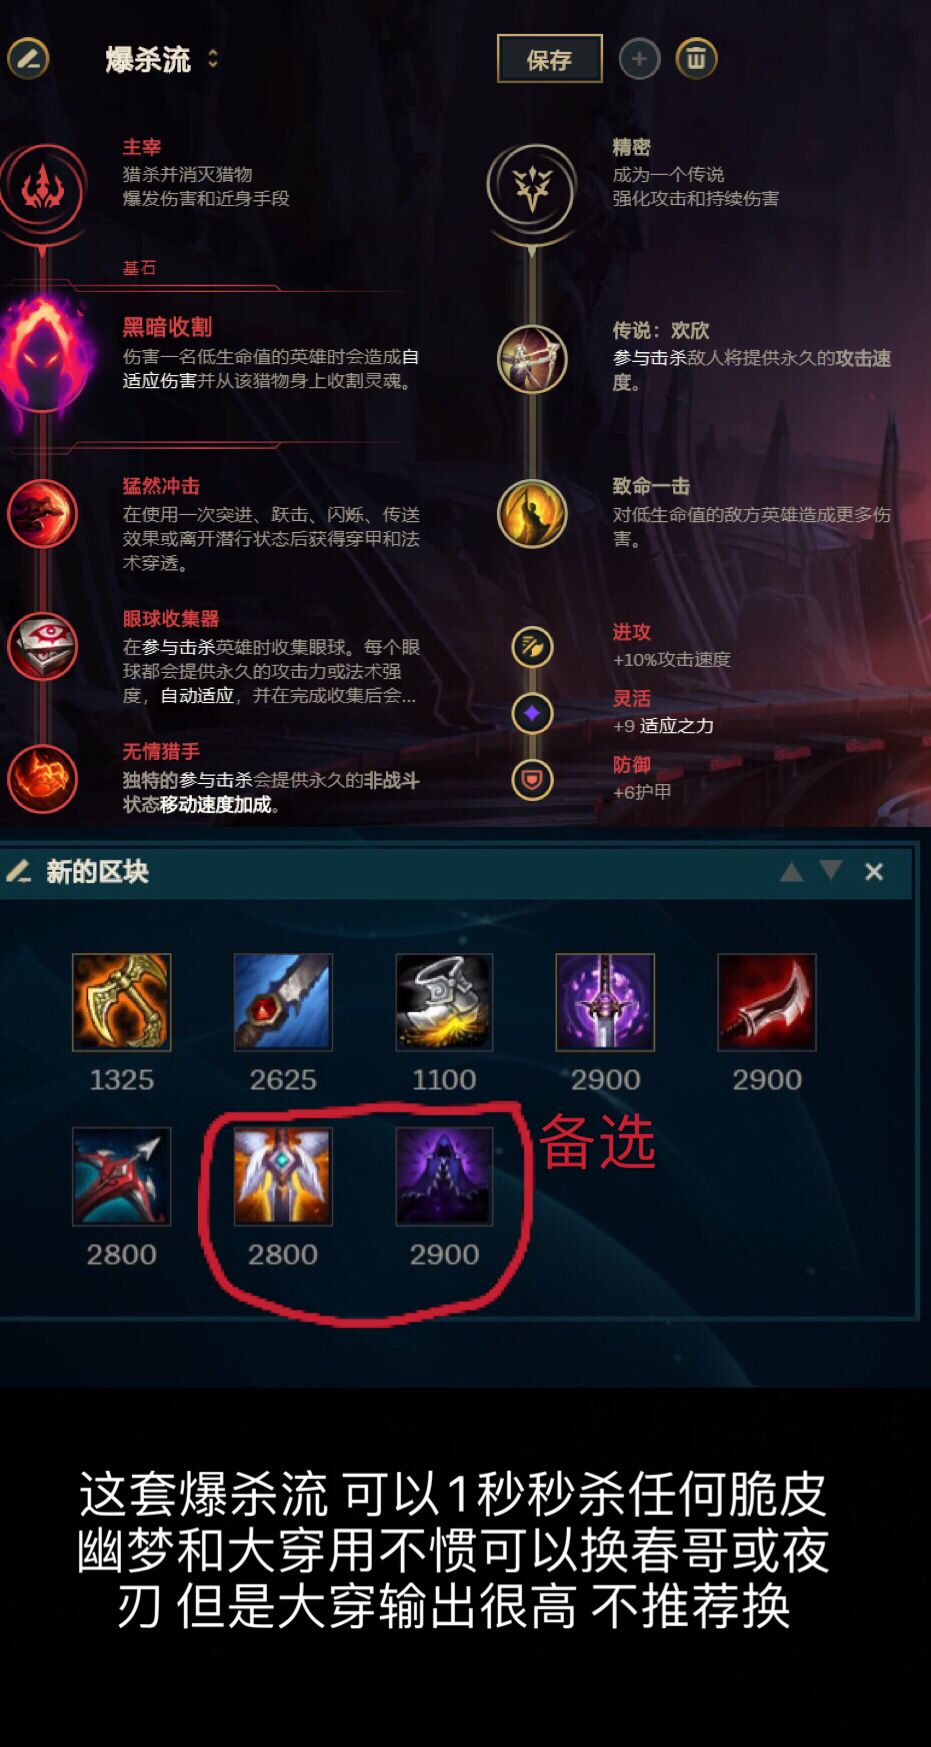 爆杀流
保存
主宰
猎杀并消灭猎物
爆发伤害和近身手段
基石
黑暗收割
伤害一名低生命值的英雄时会造成自
适应伤害并从该猎物身上收割灵魂。
猛然冲击
在使用一次突进、跃击、闪烁、传送
效果或离开潜行状态后获得穿甲和法
术穿透。
眼球收集器
在参与击杀英雄时收集眼球。每个眼
球都会提供永久的攻击力或法术强
度，自动适应，并在完成收集后会...
无情猎手
独特的参与击杀会提供永久的非战斗
状态移动速度加成。
精密
成为一个传说
强化攻击和持续伤害
传说：欢欣
参与击杀敌人将提供永久的攻击速
度。
致命一击
对低生命值的敌方英雄造成更多伤
害。
进攻
+10%攻击速度
灵活
+9 适应之力
防御
+6护甲
新的区块
1325 2625 1100 2900 2900
备选
2800 2800 2900
这套爆杀流 可以1秒秒杀任何脆皮
幽梦和大穿用不惯可以换春哥或夜
刃 但是大穿输出很高 不推荐换